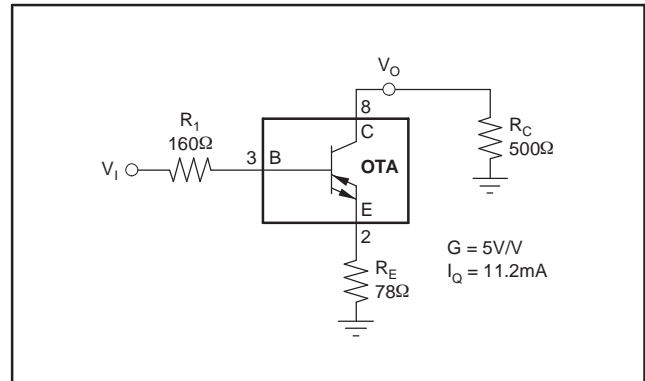 V_O
8
R_1
160Ω
C
R_C
500Ω
V_I
3 B
OTA
E
2
G = 5V/V
I_Q = 11.2mA
R_E
78Ω